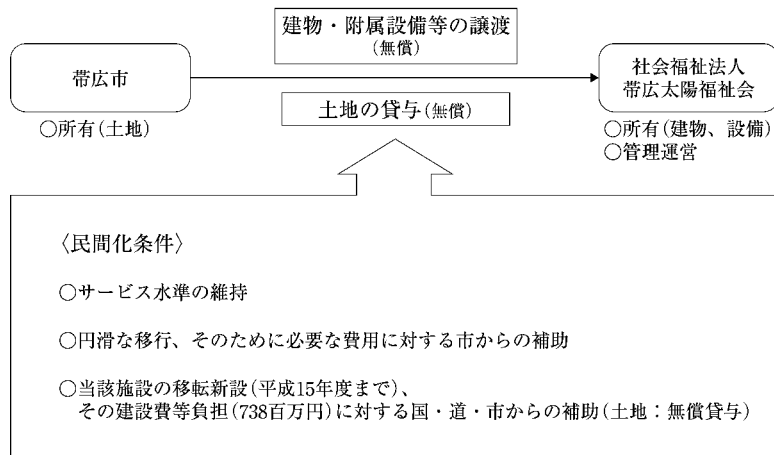 建物・附属設備等の譲渡
(無償)
帯広市
社会福祉法人
帯広太陽福祉会
土地の貸与(無償)
○所有(土地)
○所有(建物、設備)
○管理運営
〈民間化条件〉
○サービス水準の維持
○円滑な移行、そのために必要な費用に対する市からの補助
○当該施設の移転新設(平成15年度まで)、
その建設費等負担(738百万円)に対する国・道・市からの補助(土地：無償貸与)